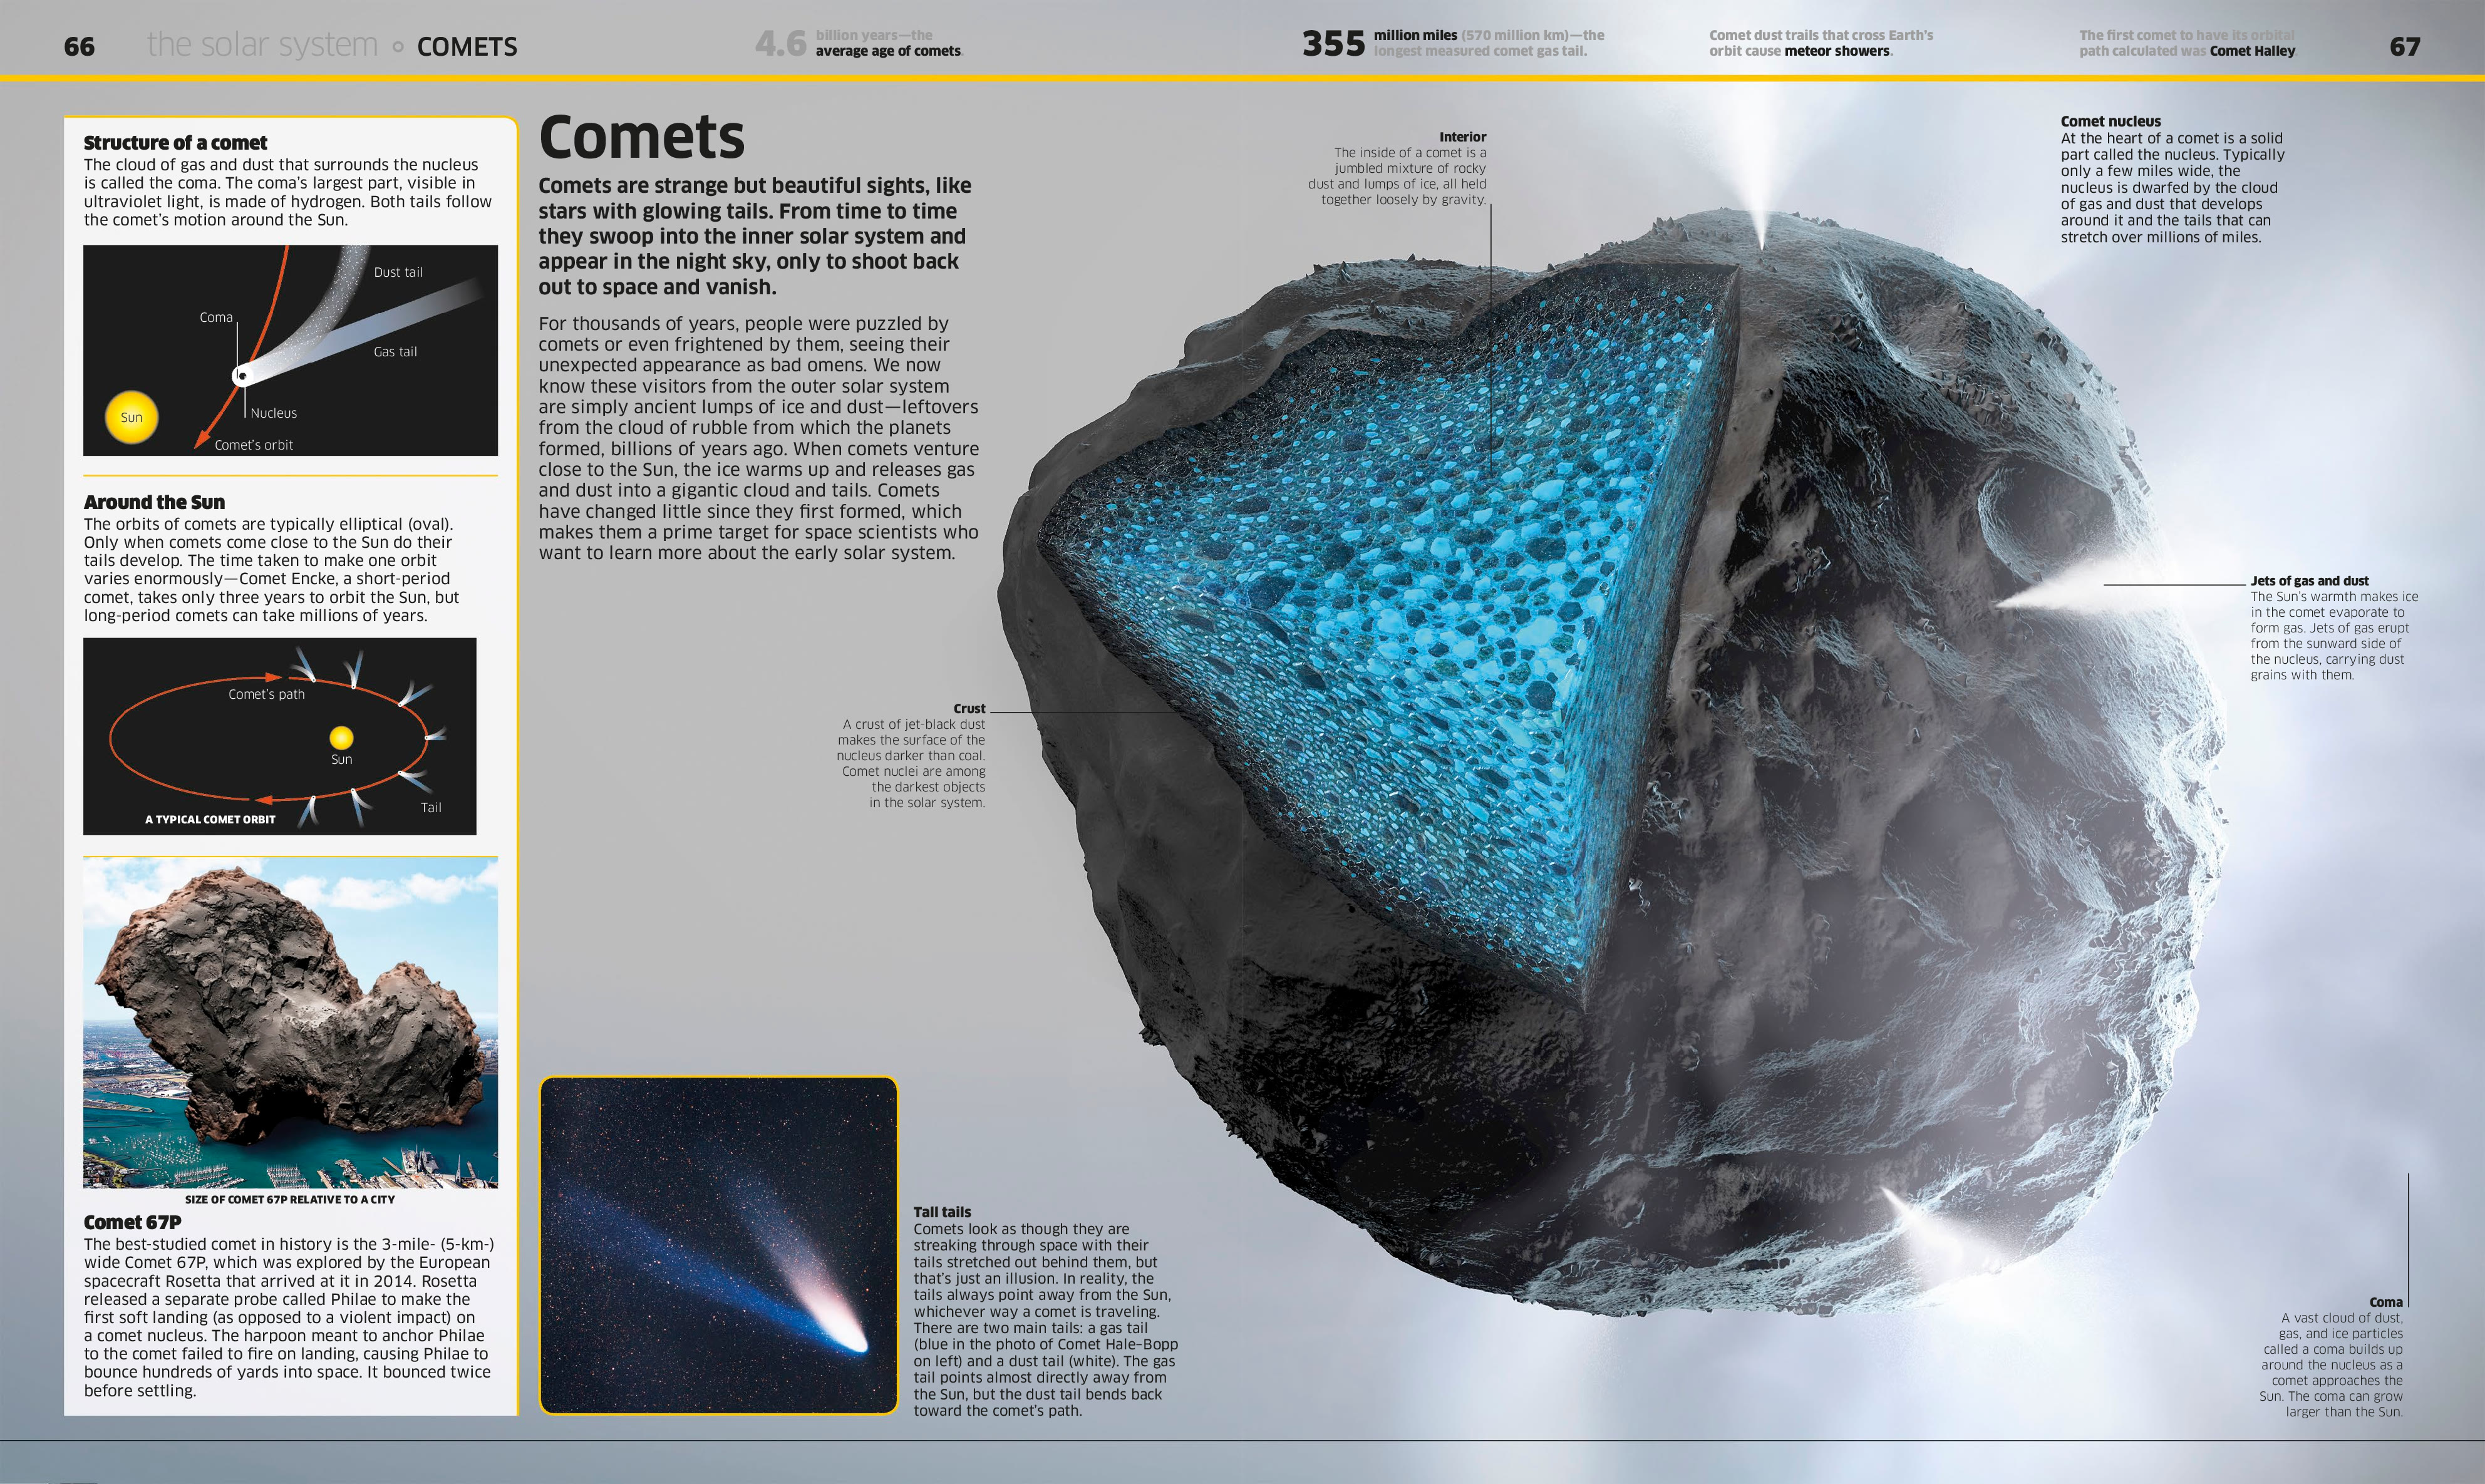 66
the solar system
COMETS
4.6 billion years—the
average age of comets.
355 million miles (570 million km)—the
longest measured comet gas tail.
Comet dust trails that cross Earth's
orbit cause meteor showers.
The first comet to have its orbital
path calculated was Comet Halley.
67
Structure of a comet
The cloud of gas and dust that surrounds the nucleus
is called the coma. The coma's largest part, visible in
ultraviolet light, is made of hydrogen. Both tails follow
the comet's motion around the Sun.
Dust tail
Coma
Gas tail
Sun
Nucleus
Comet's orbit
Around the Sun
The orbits of comets are typically elliptical (oval).
Only when comets come close to the Sun do their
tails develop. The time taken to make one orbit
varies enormously—Comet Encke, a short-period
comet, takes only three years to orbit the Sun, but
long-period comets can take millions of years.
Comet's path
Sun
Tail
A TYPICAL COMET ORBIT
SIZE OF COMET 67P RELATIVE TO A CITY
Comet 67P
The best-studied comet in history is the 3-mile- (5-km-)
wide Comet 67P, which was explored by the European
spacecraft Rosetta that arrived at it in 2014. Rosetta
released a separate probe called Philae to make the
first soft landing (as opposed to a violent impact) on
a comet nucleus. The harpoon meant to anchor Philae
to the comet failed to fire on landing, causing Philae to
bounce hundreds of yards into space. It bounced twice
before settling.
Comets
Comets are strange but beautiful sights, like
stars with glowing tails. From time to time
they swoop into the inner solar system and
appear in the night sky, only to shoot back
out to space and vanish.
For thousands of years, people were puzzled by
comets or even frightened by them, seeing their
unexpected appearance as bad omens. We now
know these visitors from the outer solar system
are simply ancient lumps of ice and dust—leftovers
from the cloud of rubble from which the planets
formed, billions of years ago. When comets venture
close to the Sun, the ice warms up and releases gas
and dust into a gigantic cloud and tails. Comets
have changed little since they first formed, which
makes them a prime target for space scientists who
want to learn more about the early solar system.
Tall tails
Comets look as though they are
streaking through space with their
tails stretched out behind them, but
that's just an illusion. In reality, the
tails always point away from the Sun,
whichever way a comet is traveling.
There are two main tails: a gas tail
(blue in the photo of Comet Hale–Bopp
on left) and a dust tail (white). The gas
tail points almost directly away from
the Sun, but the dust tail bends back
toward the comet's path.
Interior
The inside of a comet is a
jumbled mixture of rocky
dust and lumps of ice, all held
together loosely by gravity.
Crust
A crust of jet-black dust
makes the surface of the
nucleus darker than coal.
Comet nuclei are among
the darkest objects
in the solar system.
Comet nucleus
At the heart of a comet is a solid
part called the nucleus. Typically
only a few miles wide, the
nucleus is dwarfed by the cloud
of gas and dust that develops
around it and the tails that can
stretch over millions of miles.
Jets of gas and dust
The Sun's warmth makes ice
in the comet evaporate to
form gas. Jets of gas erupt
from the sunward side of
the nucleus, carrying dust
grains with them.
Coma
A vast cloud of dust,
gas, and ice particles
called a coma builds up
around the nucleus as a
comet approaches the
Sun. The coma can grow
larger than the Sun.